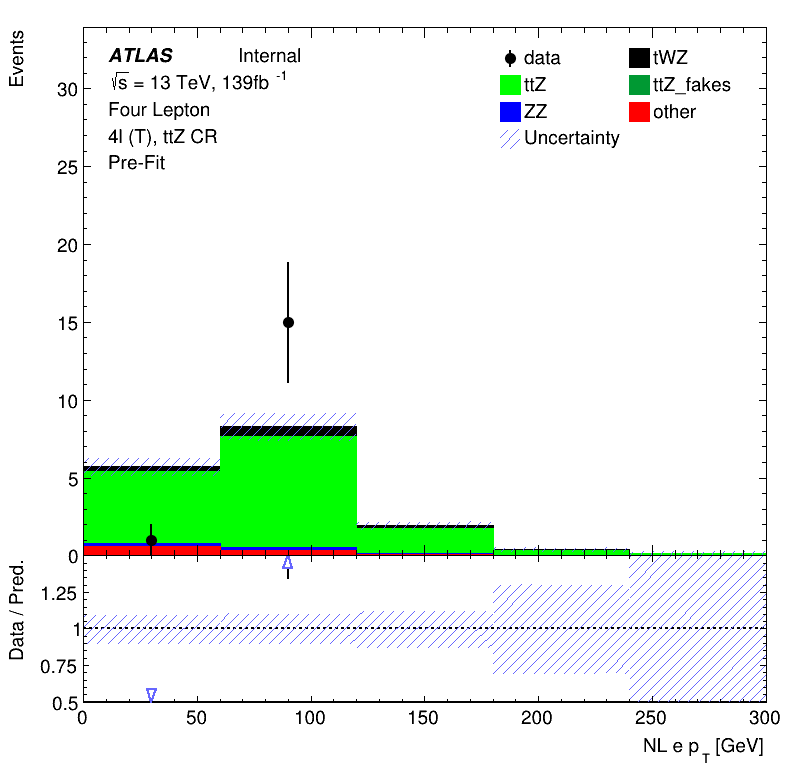 Events
ATLAS Internal
√s = 13 TeV, 139fb -1
Four Lepton
4l (T), ttZ CR
Pre-Fit
data tWZ
ttZ ttZ_fakes
ZZ other
Uncertainty
30
25
20
15
10
5
0
Data / Pred.
1.25
1
0.75
0.5
0 50 100 150 200 250 300
NL e p_T [GeV]